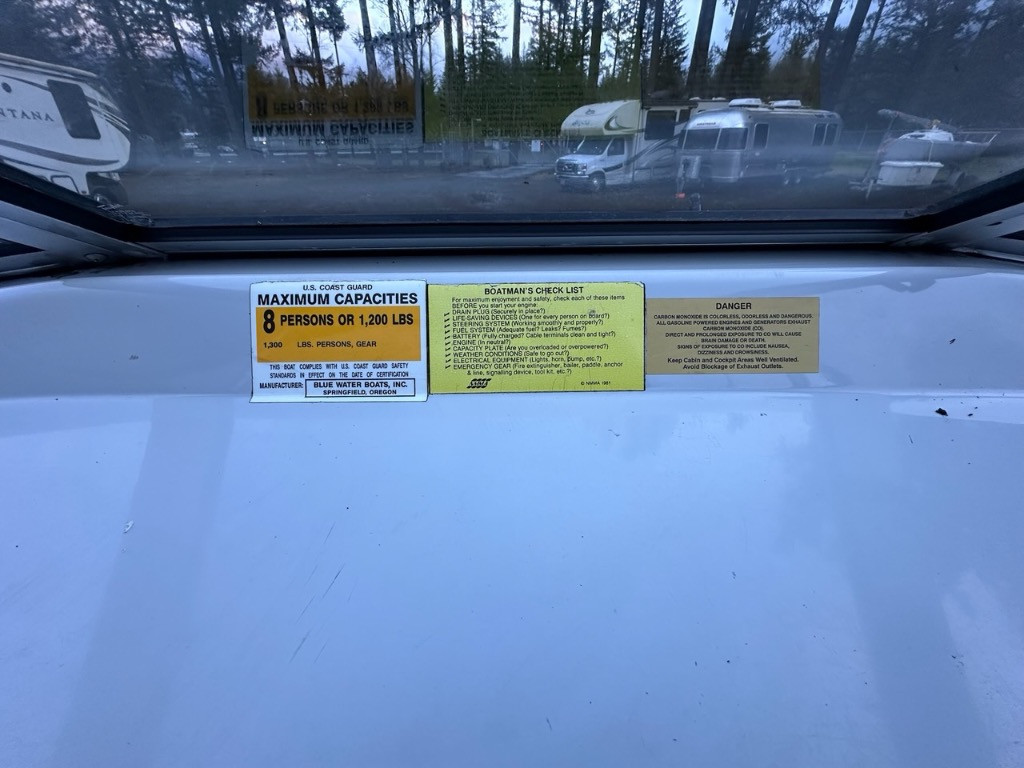 NTANA
U.S. COAST GUARD
MAXIMUM CAPACITIES
8 PERSONS OR 1,200 LBS
1,300 LBS. PERSONS, GEAR
THIS BOAT COMPLIES WITH U.S. COAST GUARD SAFETY
STANDARDS IN EFFECT ON THE DATE OF CERTIFICATION
MANUFACTURER: BLUE WATER BOATS, INC.
SPRINGFIELD, OREGON
BOATMAN'S CHECK LIST
For maximum enjoyment and safety, check each of these items
BEFORE you start your engine:
DRAIN PLUG (Securely in place?)
LIFE-SAVING DEVICES (One for every person on board?)
STEERING SYSTEM (Working smoothly and properly?)
FUEL SYSTEM (Adequate fuel? Leaks? Fumes?)
BATTERY (Fully charged? Cable terminals clean and tight?)
ENGINE (In neutral?)
CAPACITY PLATE (Are you overloaded or overpowered?)
WEATHER CONDITIONS (Safe to go out?)
ELECTRICAL EQUIPMENT (Lights, horn, pump, etc.?)
EMERGENCY GEAR (Fire extinguisher, bailer, paddle, anchor
& line, signalling device, tool kit, etc.?)
© NMMA 1981
DANGER
CARBON MONOXIDE IS COLORLESS, ODORLESS AND DANGEROUS.
ALL GASOLINE POWERED ENGINES AND GENERATORS EXHAUST
CARBON MONOXIDE (CO).
DIRECT AND PROLONGED EXPOSURE TO CO WILL CAUSE
BRAIN DAMAGE OR DEATH.
SIGNS OF EXPOSURE TO CO INCLUDE NAUSEA,
DIZZINESS AND DROWSINESS.
Keep Cabin and Cockpit Areas Well Ventilated.
Avoid Blockage of Exhaust Outlets.